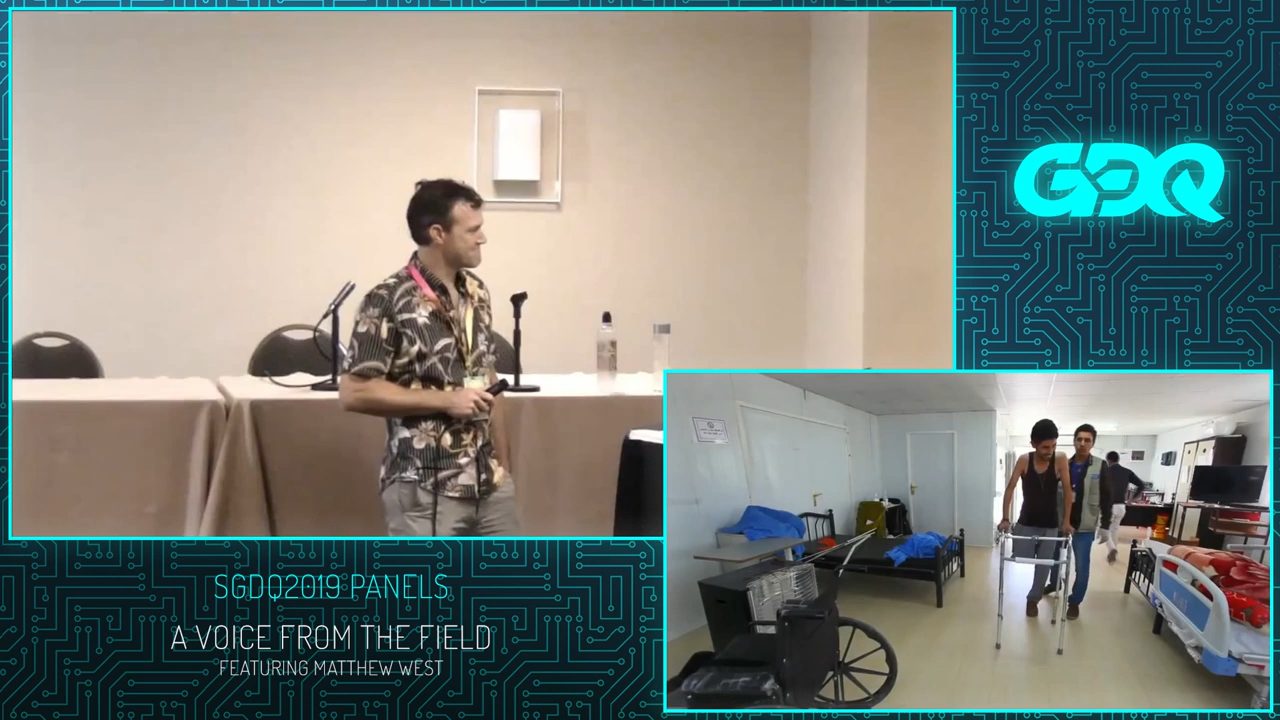 GDQ
SGDQ2019 PANELS
A VOICE FROM THE FIELD
FEATURING MATTHEW WEST